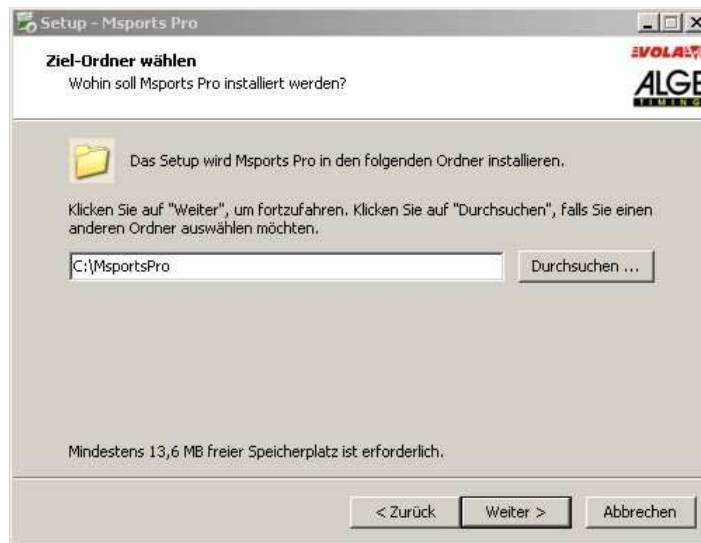 Setup - Msports Pro
Ziel-Ordner wählen
Wohin soll Msports Pro installiert werden?
VOLA
ALGE
TIMING
Das Setup wird Msports Pro in den folgenden Ordner installieren.
Klicken Sie auf "Weiter", um fortzufahren. Klicken Sie auf "Durchsuchen", falls Sie einen
anderen Ordner auswählen möchten.
C:\MsportsPro
Durchsuchen ...
Mindestens 13,6 MB freier Speicherplatz ist erforderlich.
< Zurück
Weiter >
Abbrechen